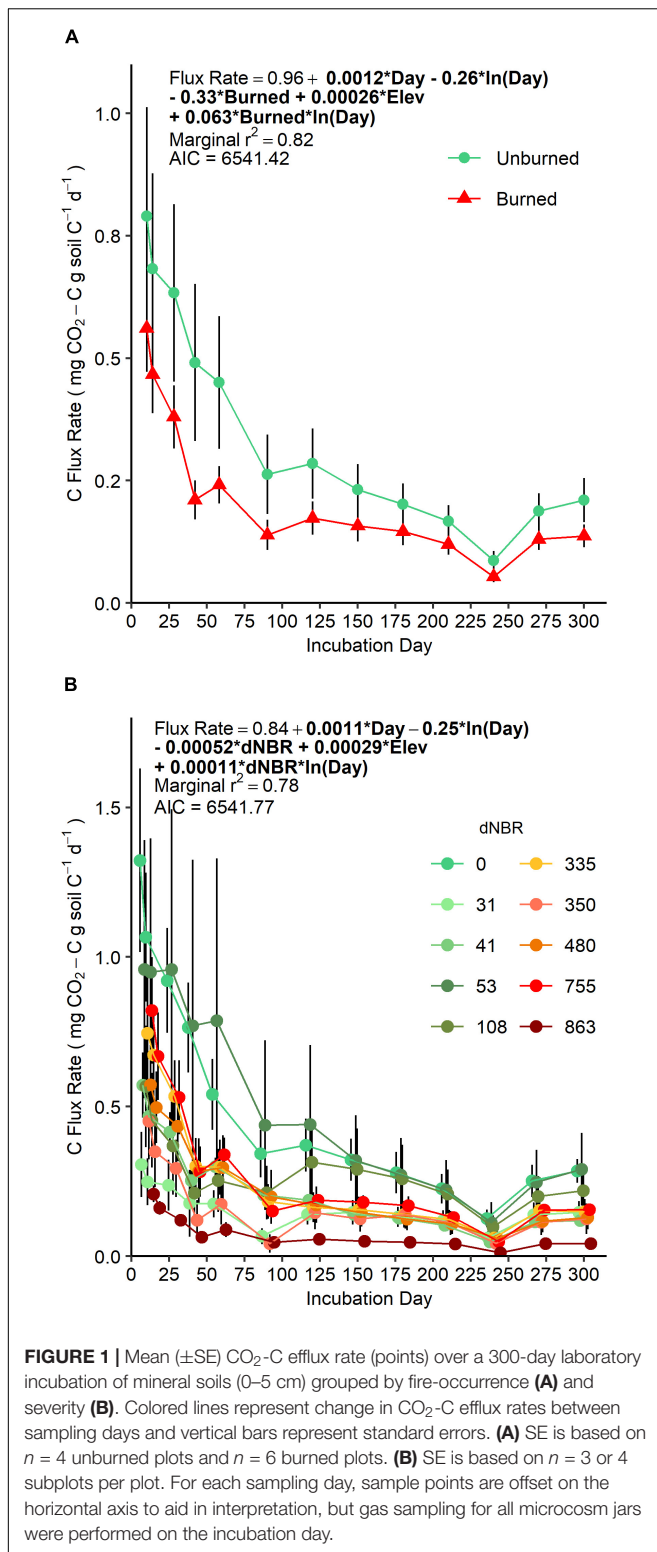 A
Flux Rate = 0.96 + 0.0012*Day - 0.26*ln(Day)
- 0.33*Burned + 0.00026*Elev
+ 0.063*Burned*ln(Day)
Marginal r² = 0.82
AIC = 6541.42
Unburned
Burned
C Flux Rate ( mg CO₂ – C g soil C⁻¹ d⁻¹ )
1.0
0.8
0.5
0.2
0.0
0 25 50 75 100 125 150 175 200 225 250 275 300
Incubation Day
B
Flux Rate = 0.84 + 0.0011*Day – 0.25*ln(Day)
- 0.00052*dNBR + 0.00029*Elev
+ 0.00011*dNBR*ln(Day)
Marginal r² = 0.78
AIC = 6541.77
C Flux Rate ( mg CO₂ – C g soil C⁻¹ d⁻¹ )
1.5
1.0
0.5
0.0
dNBR
0 335
31 350
41 480
53 755
108 863
0 25 50 75 100 125 150 175 200 225 250 275 300
Incubation Day
FIGURE 1 | Mean (±SE) CO₂-C efflux rate (points) over a 300-day laboratory
incubation of mineral soils (0–5 cm) grouped by fire-occurrence (A) and
severity (B). Colored lines represent change in CO₂-C efflux rates between
sampling days and vertical bars represent standard errors. (A) SE is based on
n = 4 unburned plots and n = 6 burned plots. (B) SE is based on n = 3 or 4
subplots per plot. For each sampling day, sample points are offset on the
horizontal axis to aid in interpretation, but gas sampling for all microcosm jars
were performed on the incubation day.